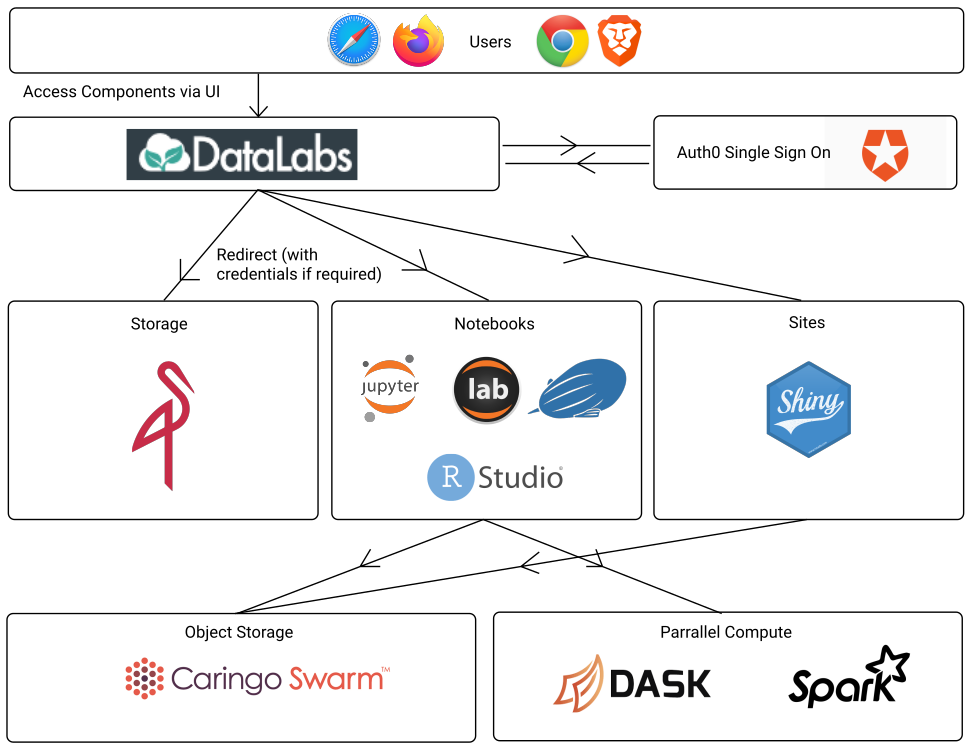 Users
Access Components via UI
DataLabs
Auth0 Single Sign On
Redirect (with
credentials if required)
Storage
Notebooks
Sites
jupyter
lab
Shiny
R Studio®
Object Storage
Parrallel Compute
Caringo Swarm™
DASK
Spark